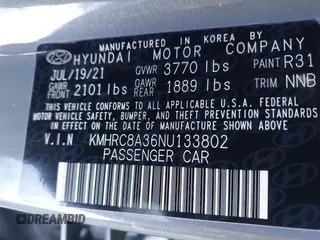 MANUFACTURED IN KOREA BY
HYUNDAI MOTOR COMPANY
JUL/19/21 GVWR 3770 lbs PAINT R31
GAWR FRONT 2101 lbs GAWR REAR 1889 lbs TRIM NNB
THIS VEHICLE CONFORMS TO ALL APPLICABLE U.S.A. FEDERAL
MOTOR VEHICLE SAFETY, BUMPER, AND THEFT PREVENTION
STANDARDS IN EFFECT ON THE DATE OF MANUFACTURE SHOWN ABOVE.
V.I.N KMHRC8A36NU133802
PASSENGER CAR
© DREAMBID